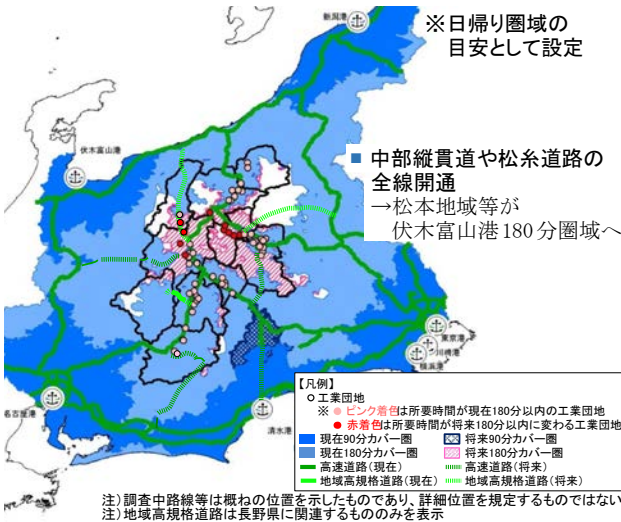 新潟港
※日帰り圏域の
目安として設定
伏木富山港
■ 中部縦貫道や松糸道路の
全線開通
→松本地域等が
伏木富山港180分圏域へ
東京港
川崎港
横浜港
名古屋港
清水港
【凡例】
○工業団地
※ ● ピンク着色は所要時間が現在180分以内の工業団地
● 赤着色は所要時間が将来180分以内に変わる工業団地
現在90分カバー圏 将来90分カバー圏
現在180分カバー圏 将来180分カバー圏
高速道路(現在) 高速道路(将来)
地域高規格道路(現在) 地域高規格道路(将来)
注)調査中路線等は概ねの位置を示したものであり、詳細位置を規定するものではない
注)地域高規格道路は長野県に関連するもののみを表示